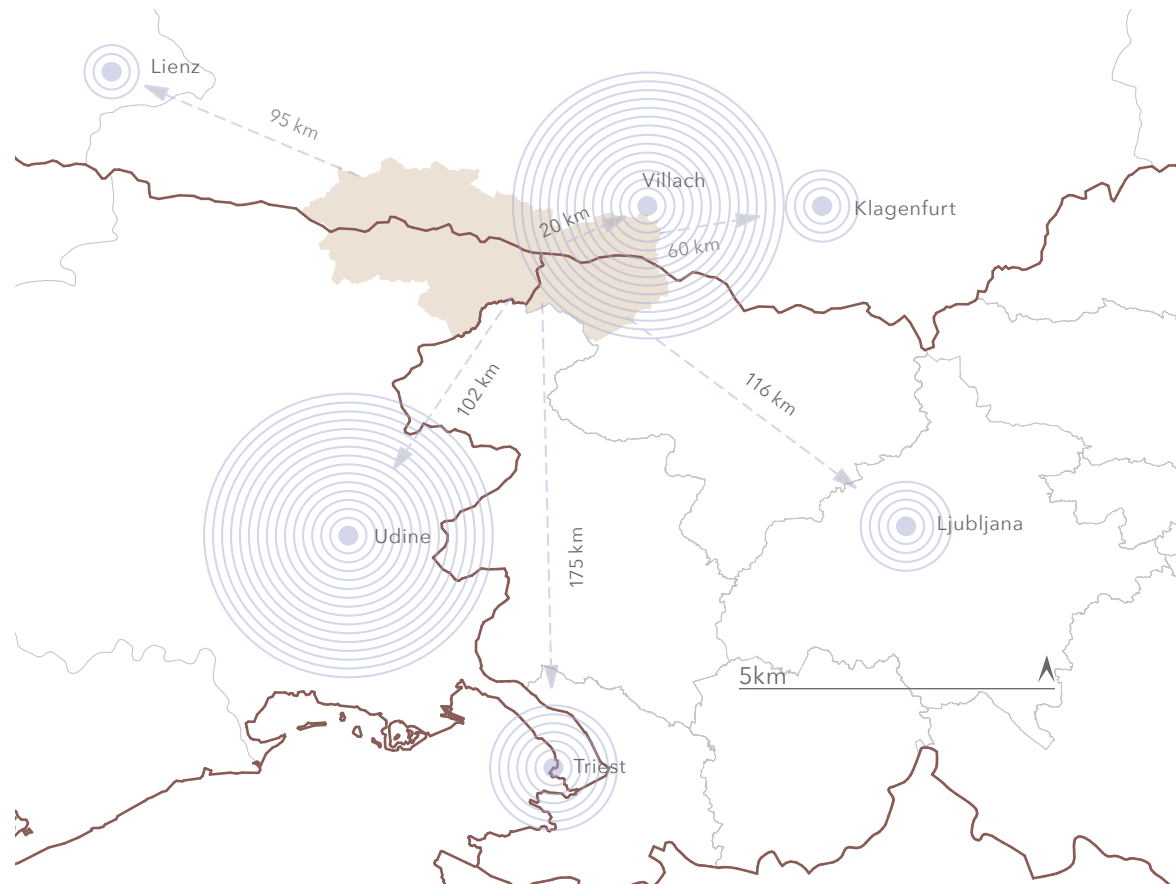 Lienz
95 km
Villach
20 km
60 km
Klagenfurt
102 km
116 km
Udine
175 km
Ljubljana
5km
Triest